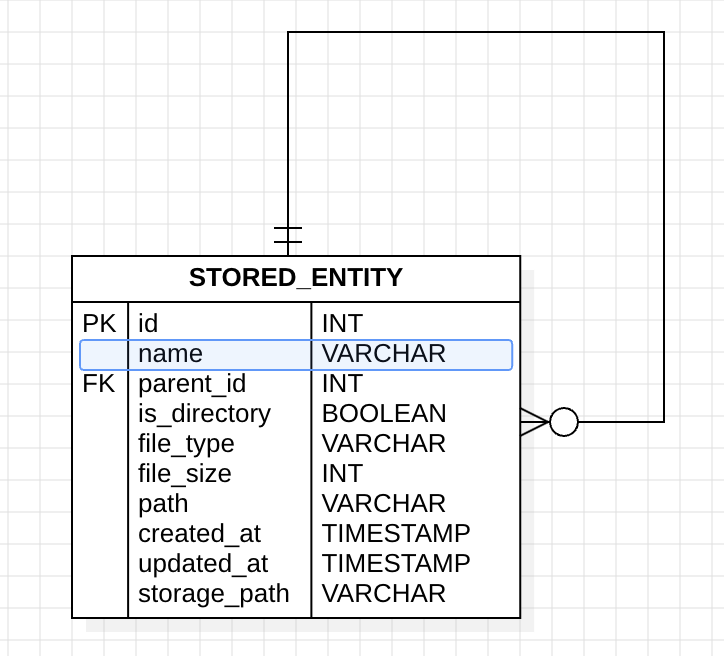 STORED_ENTITY
PK id INT
name VARCHAR
FK parent_id INT
is_directory BOOLEAN
file_type VARCHAR
file_size INT
path VARCHAR
created_at TIMESTAMP
updated_at TIMESTAMP
storage_path VARCHAR